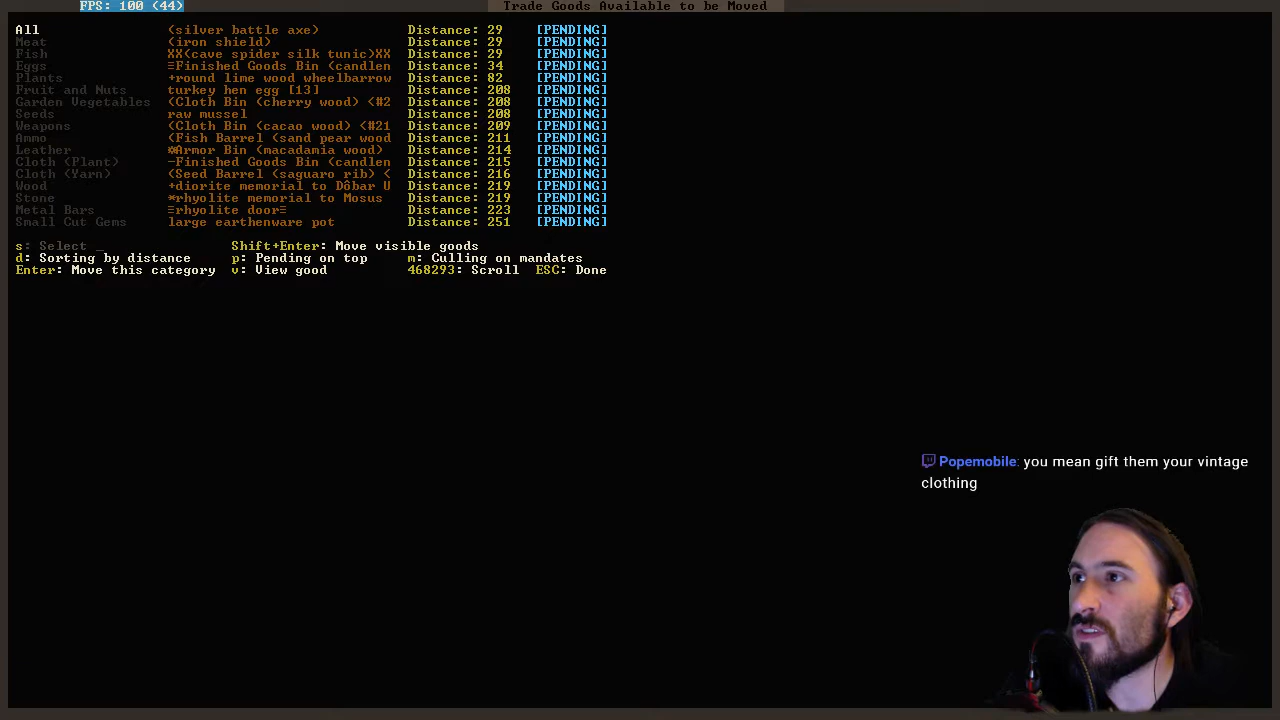 FPS: 100 (44)
Trade Goods Available to be Moved
All (silver battle axe) Distance: 29 [PENDING]
Meat (iron shield) Distance: 29 [PENDING]
Fish XX(cave spider silk tunic)XX Distance: 29 [PENDING]
Eggs ≡Finished Goods Bin (candlen Distance: 34 [PENDING]
Plants +round lime wood wheelbarrow Distance: 82 [PENDING]
Fruit and Nuts turkey hen egg [13] Distance: 208 [PENDING]
Garden Vegetables (Cloth Bin (cherry wood) <#2 Distance: 208 [PENDING]
Seeds raw mussel Distance: 208 [PENDING]
Weapons (Cloth Bin (cacao wood) <#21 Distance: 209 [PENDING]
Ammo (Fish Barrel (sand pear wood Distance: 211 [PENDING]
Leather ☼Armor Bin (macadamia wood) Distance: 214 [PENDING]
Cloth (Plant) -Finished Goods Bin (candlen Distance: 215 [PENDING]
Cloth (Yarn) (Seed Barrel (saguaro rib) < Distance: 216 [PENDING]
Wood +diorite memorial to Dôbar U Distance: 219 [PENDING]
Stone *rhyolite memorial to Mosus Distance: 219 [PENDING]
Metal Bars ≡rhyolite door≡ Distance: 223 [PENDING]
Small Cut Gems large earthenware pot Distance: 251 [PENDING]
s: Select _ Shift+Enter: Move visible goods
d: Sorting by distance p: Pending on top m: Culling on mandates
Enter: Move this category v: View good 468293: Scroll ESC: Done
Popemobile: you mean gift them your vintage
clothing